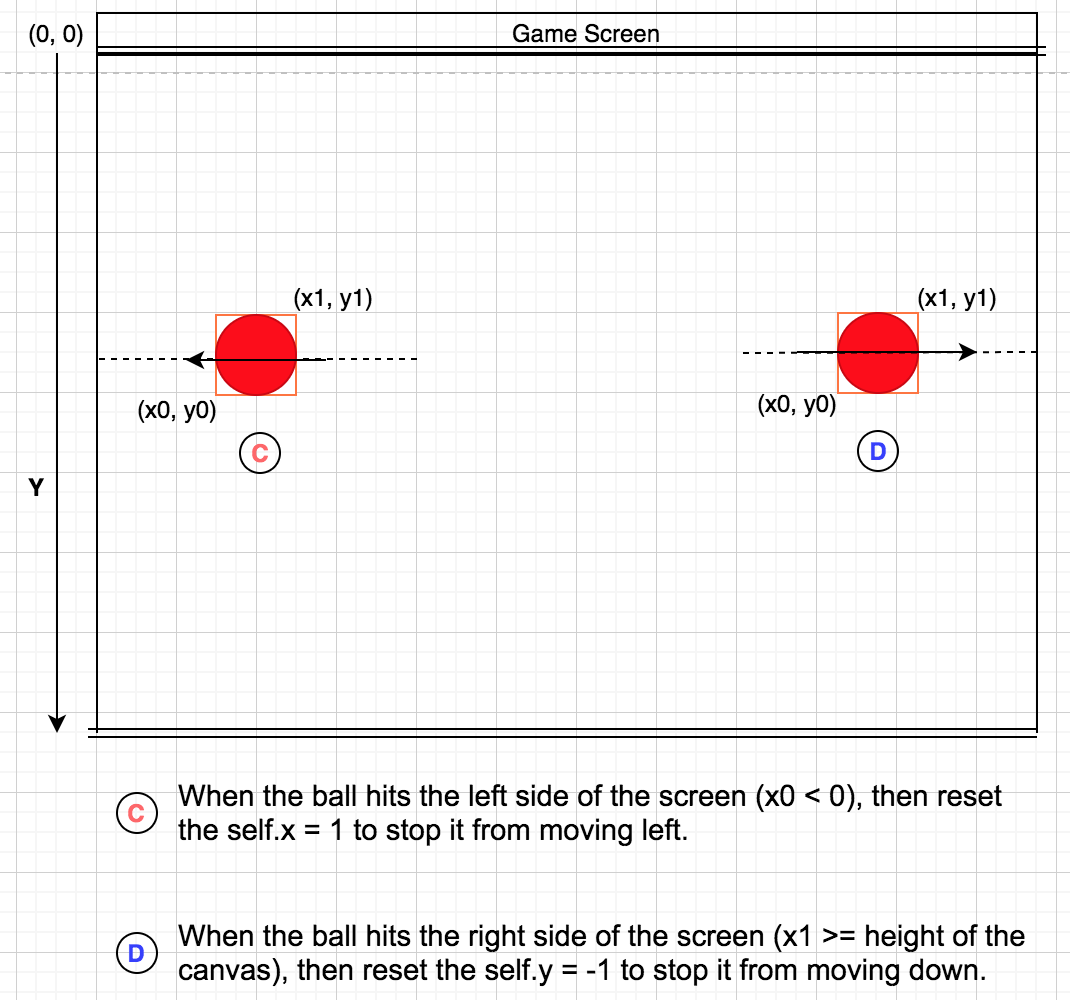 (0, 0)
Game Screen
(x1, y1)
(x1, y1)
(x0, y0)
(x0, y0)
C
D
Y
C
When the ball hits the left side of the screen (x0 < 0), then reset
the self.x = 1 to stop it from moving left.
D
When the ball hits the right side of the screen (x1 >= height of the
canvas), then reset the self.y = -1 to stop it from moving down.